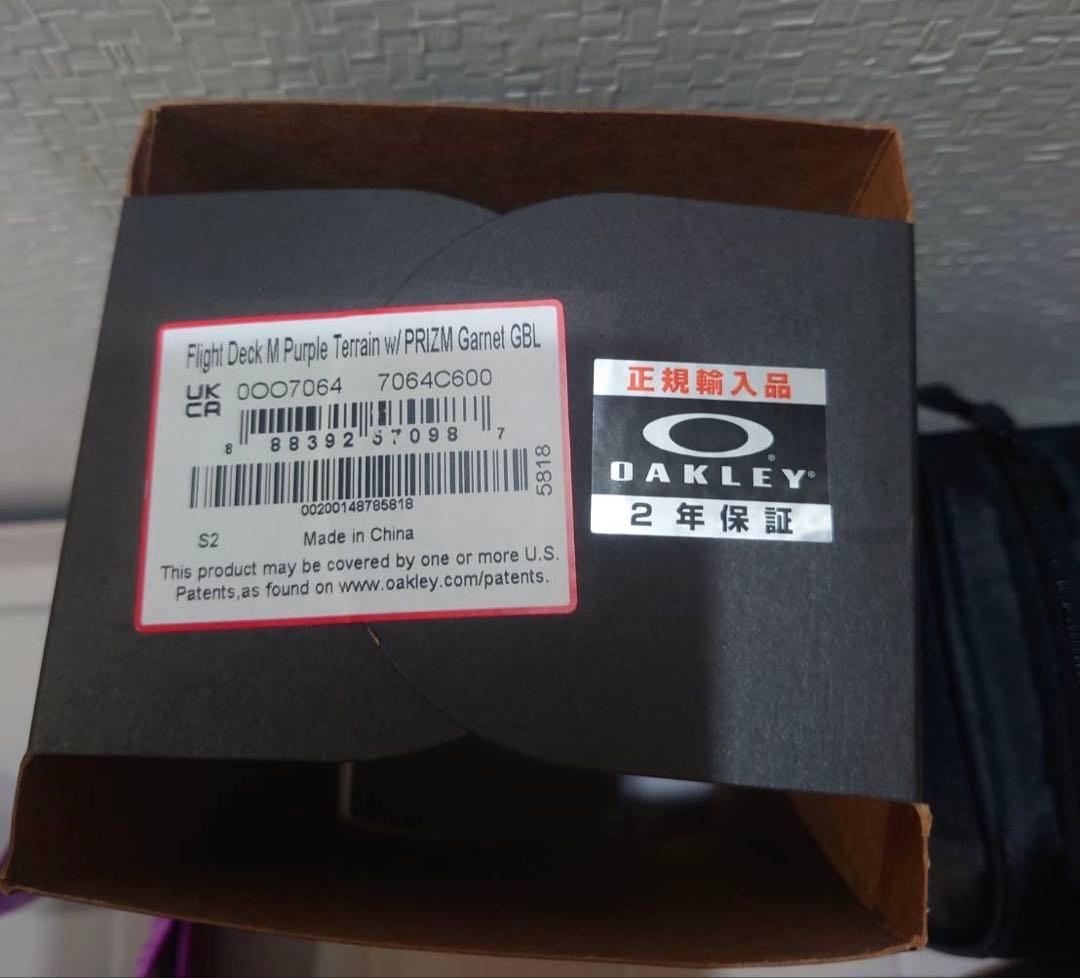 Flight Deck M Purple Terrain w/ PRIZM Garnet GBL
UK
CA
0OO7064 7064C600
8 88392 57098 7
00200148785818
5818
S2 Made in China
This product may be covered by one or more U.S.
Patents,as found on www.oakley.com/patents.
正規輸入品
OAKLEY®
2年保証